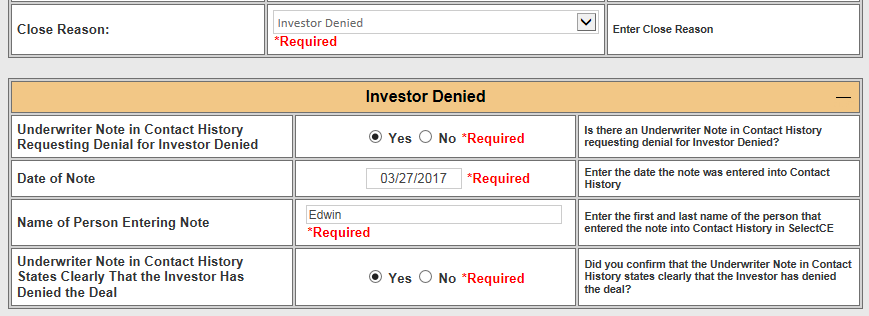 Close Reason:
Investor Denied
*Required
Enter Close Reason
Investor Denied
Underwriter Note in Contact History
Requesting Denial for Investor Denied
Yes No *Required
Is there an Underwriter Note in Contact History
requesting denial for Investor Denied?
Date of Note
03/27/2017 *Required
Enter the date the note was entered into Contact
History
Name of Person Entering Note
Edwin
*Required
Enter the first and last name of the person that
entered the note into Contact History in SelectCE
Underwriter Note in Contact History
States Clearly That the Investor Has
Denied the Deal
Yes No *Required
Did you confirm that the Underwriter Note in Contact
History states clearly that the Investor has denied
the deal?